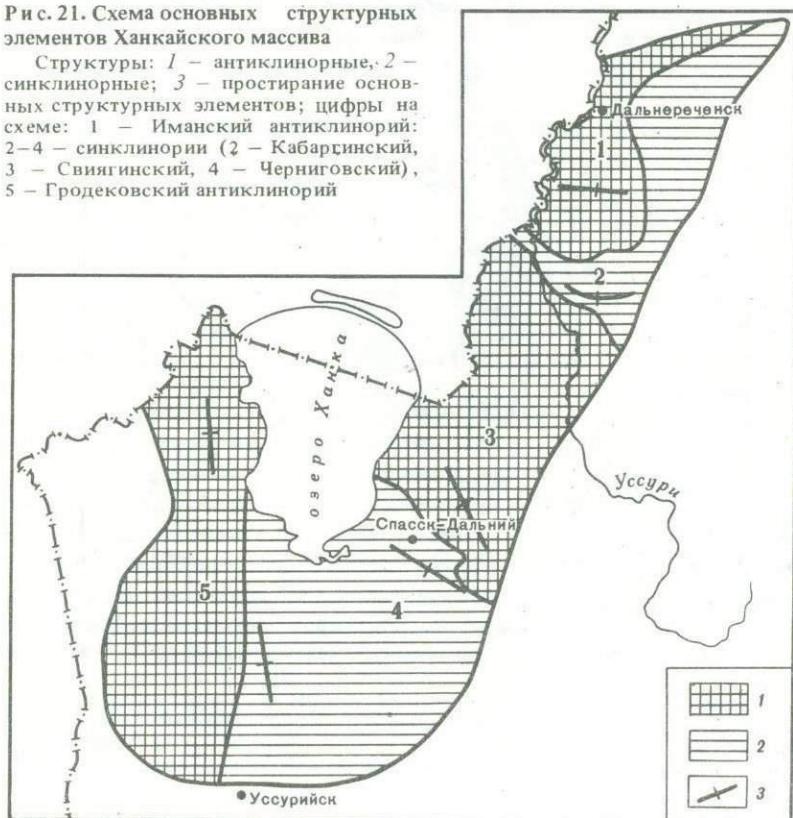 Рис. 21. Схема основных структурных
элементов Ханкайского массива
Структуры: 1 — антиклинорные, 2 —
синклинорные; 3 — простирание основ-
ных структурных элементов; цифры на
схеме: 1 — Иманский антиклинорий:
2—4 — синклинории (2 — Кабаргинский,
3 — Свиягинский, 4 — Черниговский),
5 — Гродековский антиклинорий
Дальнереченск
1
2
озеро Ханка
3
Уссури
Спасск-Дальний
5
4
1
2
3
Уссурийск